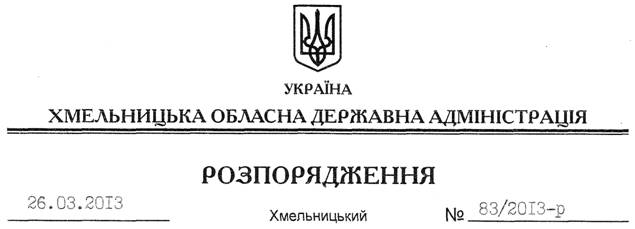 УКРАЇНА
ХМЕЛЬНИЦЬКА ОБЛАСНА ДЕРЖАВНА АДМІНІСТРАЦІЯ
РОЗПОРЯДЖЕННЯ
26.03.2013 Хмельницький № 83/2013-р